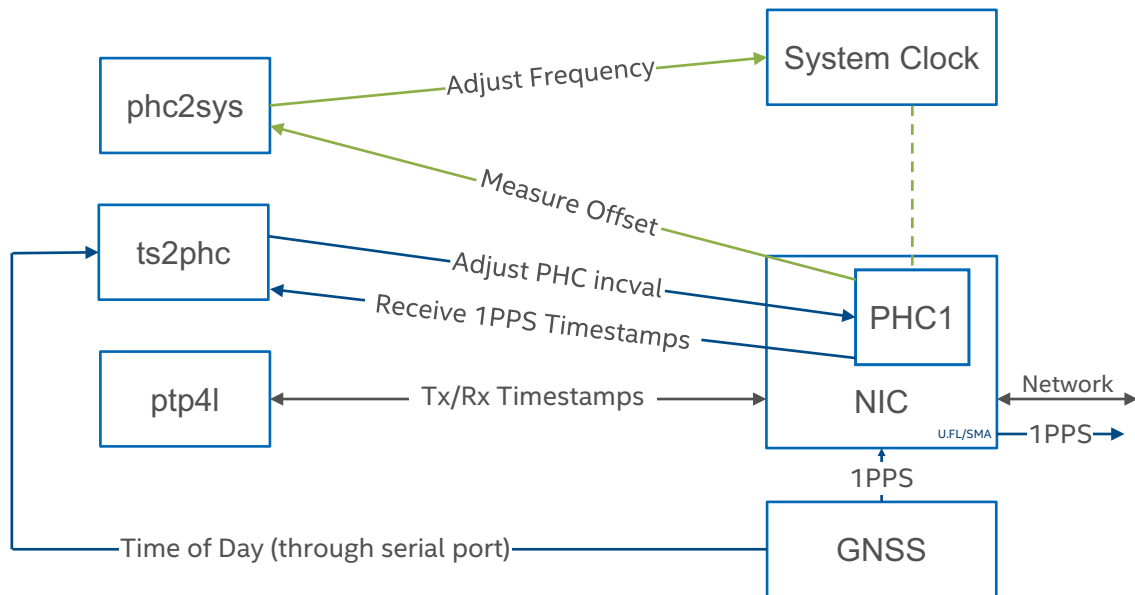 phc2sys
Adjust Frequency
System Clock
Measure Offset
ts2phc
Adjust PHC incval
Receive 1PPS Timestamps
PHC1
ptp4l
Tx/Rx Timestamps
NIC
Network
U.FL/SMA
1PPS
1PPS
Time of Day (through serial port)
GNSS